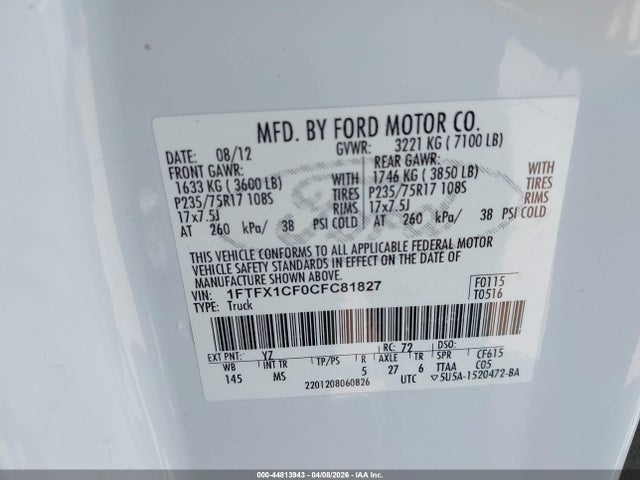 MFD. BY FORD MOTOR CO.
DATE: 08/12 GVWR: 3221 KG ( 7100 LB)
FRONT GAWR: REAR GAWR:
1633 KG ( 3600 LB) WITH 1746 KG ( 3850 LB) WITH
P235/75R17 108S TIRES P235/75R17 108S TIRES
17x7.5J RIMS 17x7.5J RIMS
AT 260 kPa/ 38 PSI COLD AT 260 kPa/ 38 PSI COLD
THIS VEHICLE CONFORMS TO ALL APPLICABLE FEDERAL MOTOR
VEHICLE SAFETY STANDARDS IN EFFECT ON THE DATE OF
MANUFACTURE SHOWN ABOVE.
VIN: 1FTFX1CF0CFC81827 F0115
TYPE: Truck T0516
EXT PNT: YZ RC: 72 DSO:
WB INT TR TP/PS R AXLE TR SPR CF615
145 MS 5 27 6 TTAA C05
2201208060826 UTC 5U5A-1520472-BA
Ford
000-44813943 - 04/08/2026 - IAA Inc.